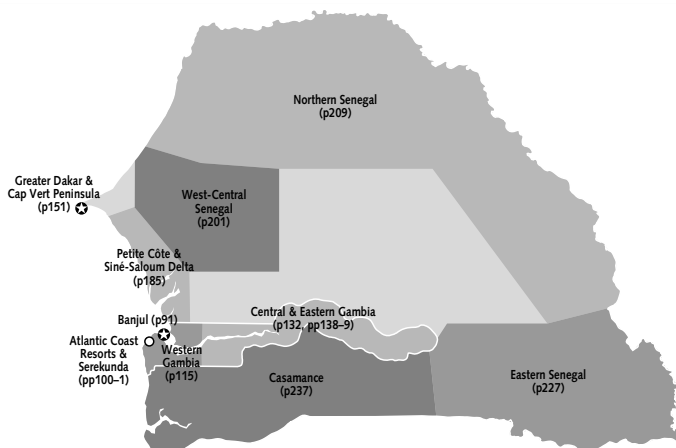 Northern Senegal
(p209)
Greater Dakar &
Cap Vert Peninsula
(p151)
West-Central
Senegal
(p201)
Petite Côte &
Siné-Saloum Delta
(p185)
Banjul (p91)
Central & Eastern Gambia
(p132, pp138–9)
Atlantic Coast
Resorts &
Serekunda
(pp100–1)
Western
Gambia
(p115)
Casamance
(p237)
Eastern Senegal
(p227)